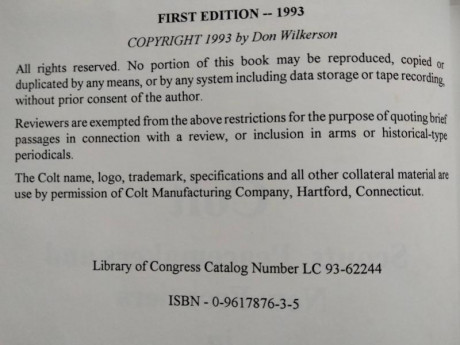 FIRST EDITION -- 1993
COPYRIGHT 1993 by Don Wilkerson
All rights reserved. No portion of this book may be reproduced, copied or
duplicated by any means, or by any system including data storage or tape recording,
without prior consent of the author.
Reviewers are exempted from the above restrictions for the purpose of quoting brief
passages in connection with a review, or inclusion in arms or historical-type
periodicals.
The Colt name, logo, trademark, specifications and all other collateral material are
use by permission of Colt Manufacturing Company, Hartford, Connecticut.
Library of Congress Catalog Number LC 93-62244
ISBN - 0-9617876-3-5